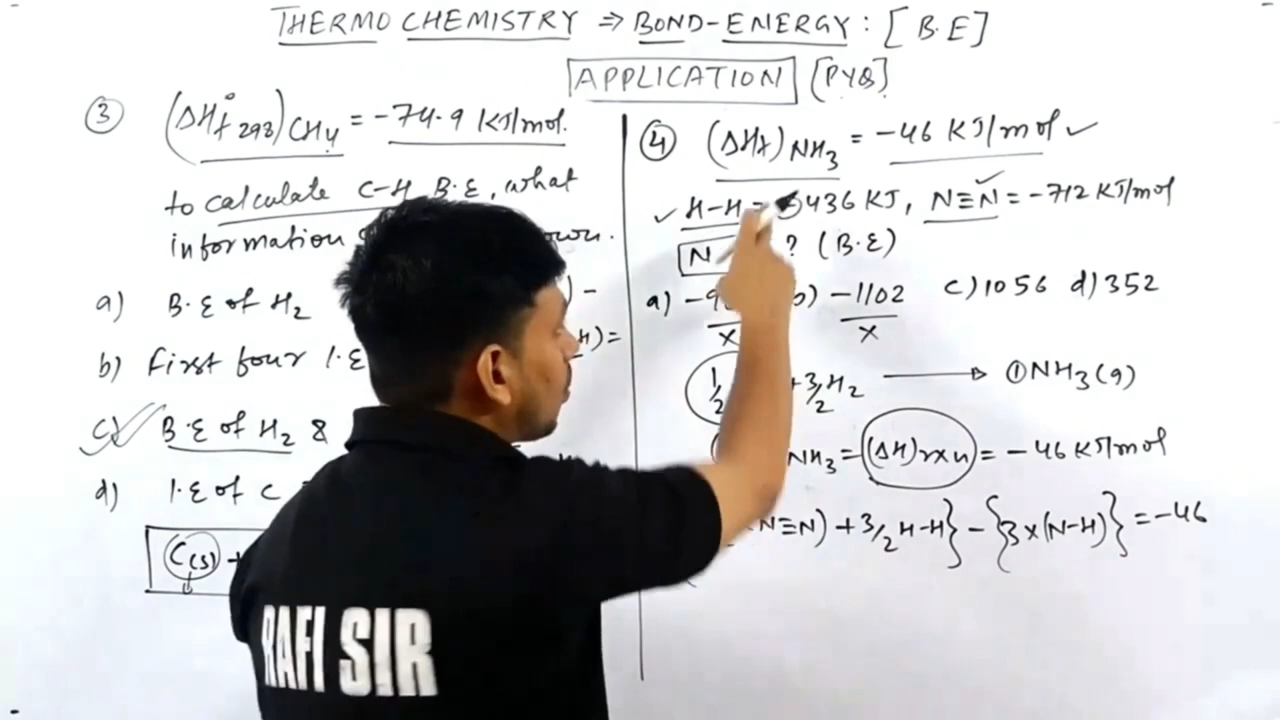 THERMO CHEMISTRY ⇒ BOND-ENERGY: [B.E]
APPLICATION [PYQ]
③ (ΔH°f 298)CH4 = -74.9 KJ/mol.
to calculate C-H B.E, what
information
a) B.E of H2
b) First four I.E
c) B.E of H2 &
d) I.E of C
C(s) +
④ (ΔHf)NH3 = -46 KJ/mol ✓
✓ H-H = 436 KJ, N≡N = -712 KJ/mol
N ? (B.E)
a) b) -1102 c) 1056 d) 352
x x
1/2 + 3/2 H2 → ① NH3(g)
NH3 = (ΔH)rxn = -46 KJ/mol
N≡N) + 3/2 H-H} - {3×(N-H)} = -46
RAFI SIR